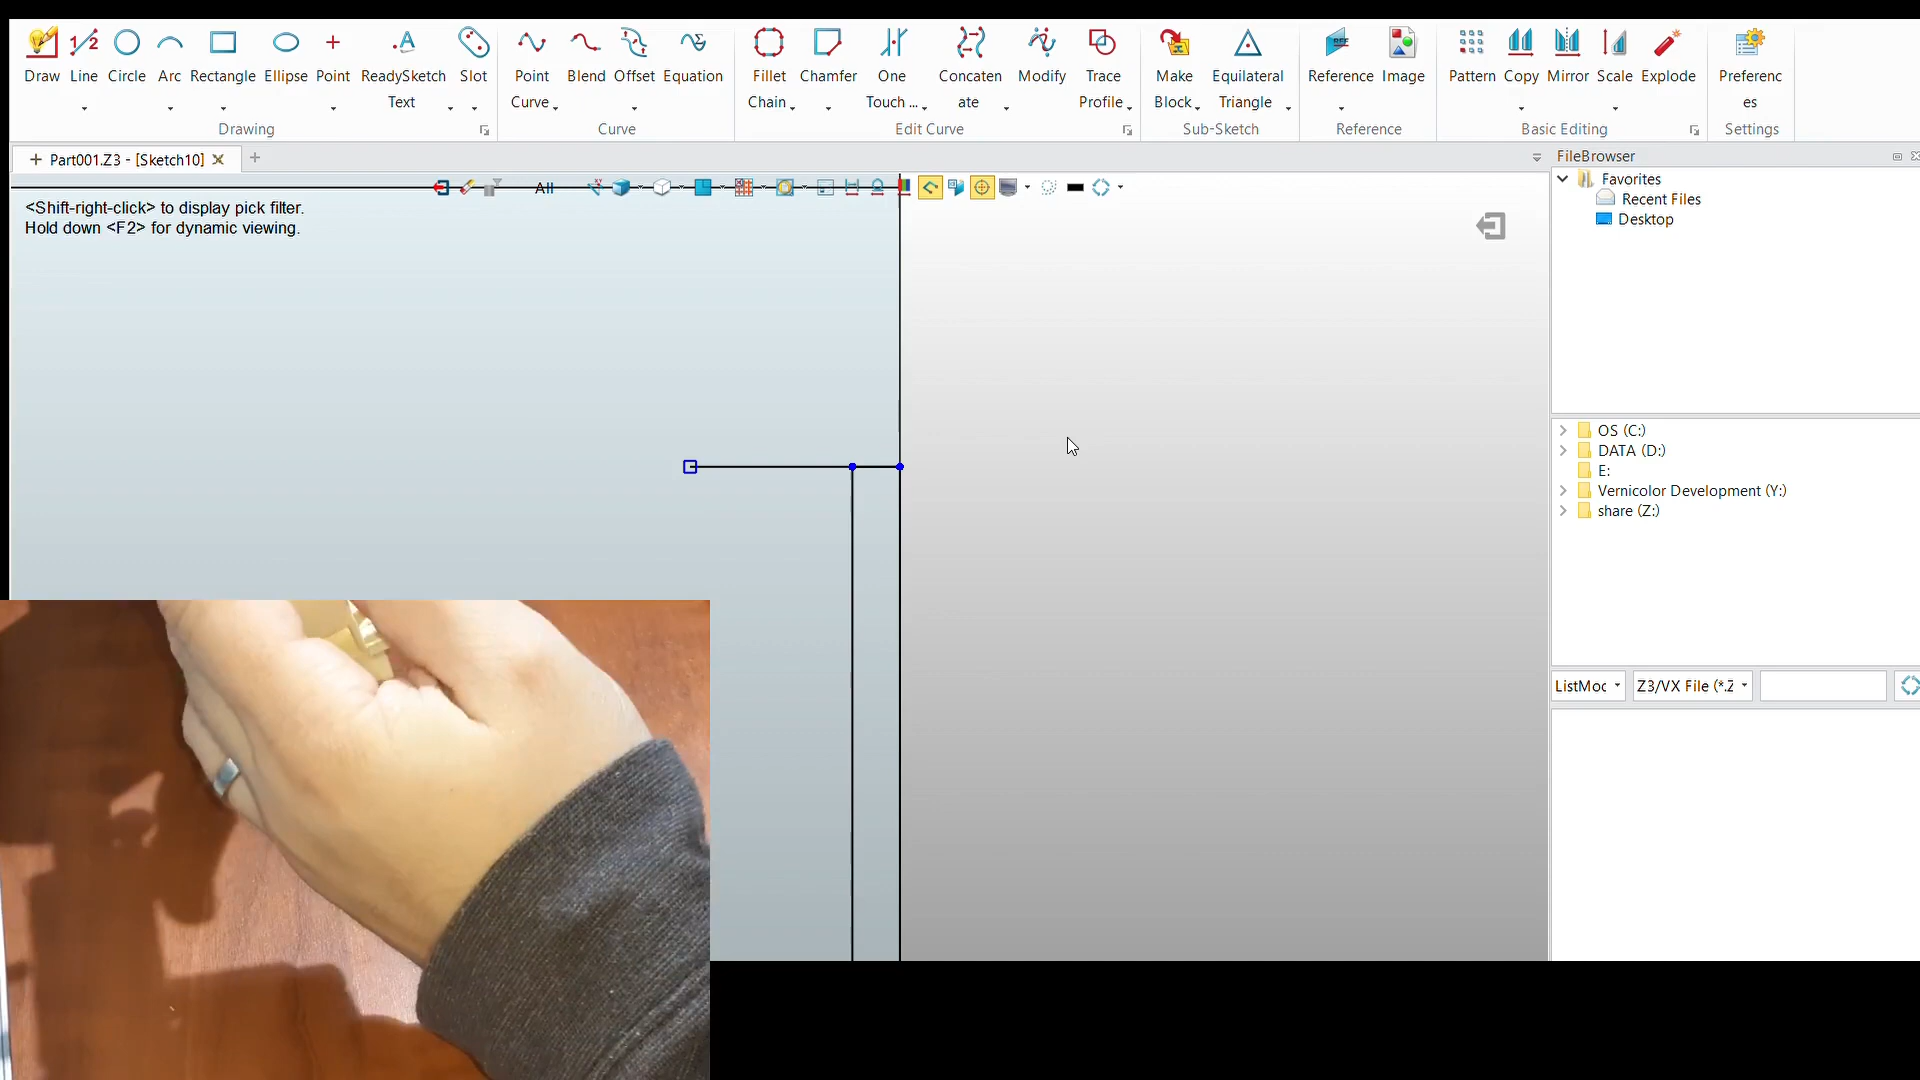 Draw Line Circle Arc Rectangle Ellipse Point ReadySketch Text Slot
Drawing
Point Curve Blend Offset Equation
Curve
Fillet Chain Chamfer One Touch ... Concaten ate Modify Trace Profile
Edit Curve
Make Block Equilateral Triangle
Sub-Sketch
Reference Image
Reference
Pattern Copy Mirror Scale Explode
Basic Editing
Preferenc es
Settings
Part001.Z3 - [Sketch10]
All
<Shift-right-click> to display pick filter.
Hold down <F2> for dynamic viewing.
FileBrowser
Favorites
Recent Files
Desktop
OS (C:)
DATA (D:)
E:
Vernicolor Development (Y:)
share (Z:)
ListMoc Z3/VX File (*.Z